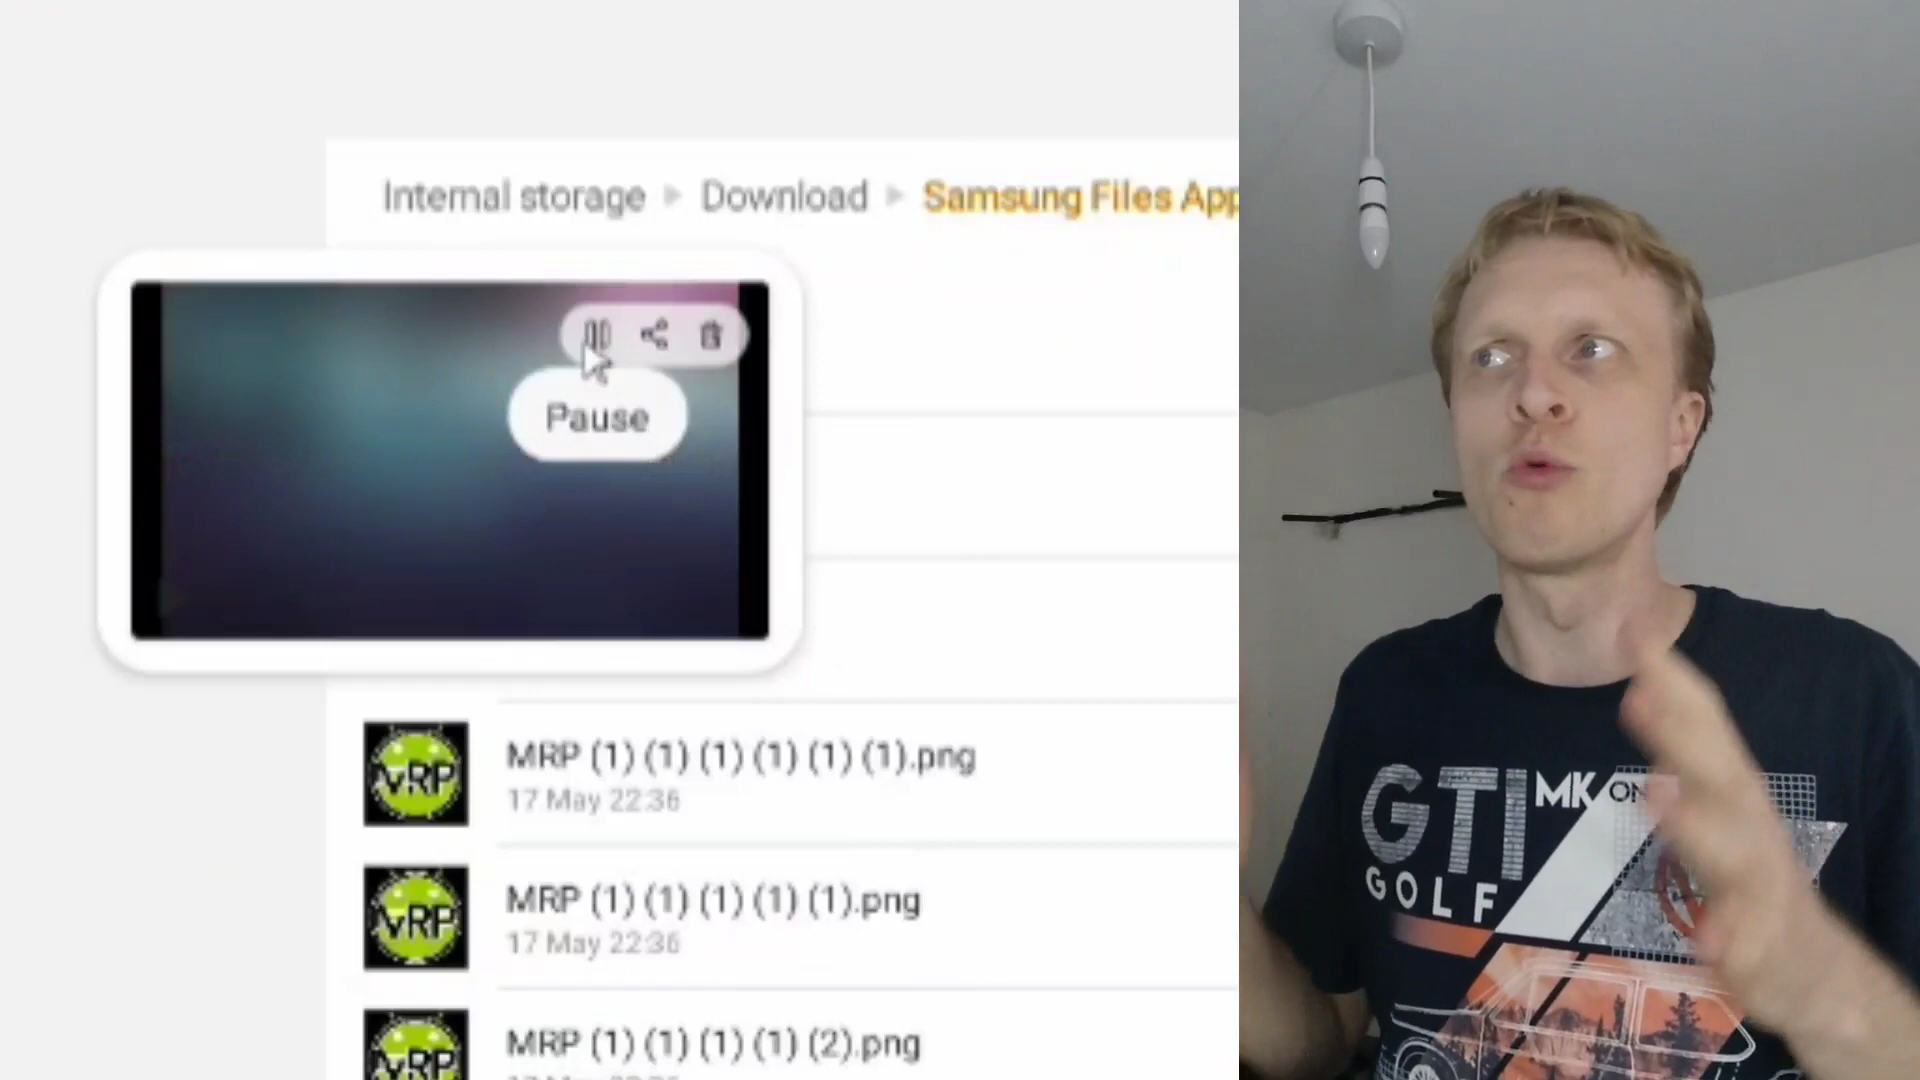 Internal storage Download Samsung Files App
Pause
MRP (1) (1) (1) (1) (1) (1).png
17 May 22:36
MRP (1) (1) (1) (1) (1).png
17 May 22:36
MRP (1) (1) (1) (1) (2).png
GTI MK ON
GOLF